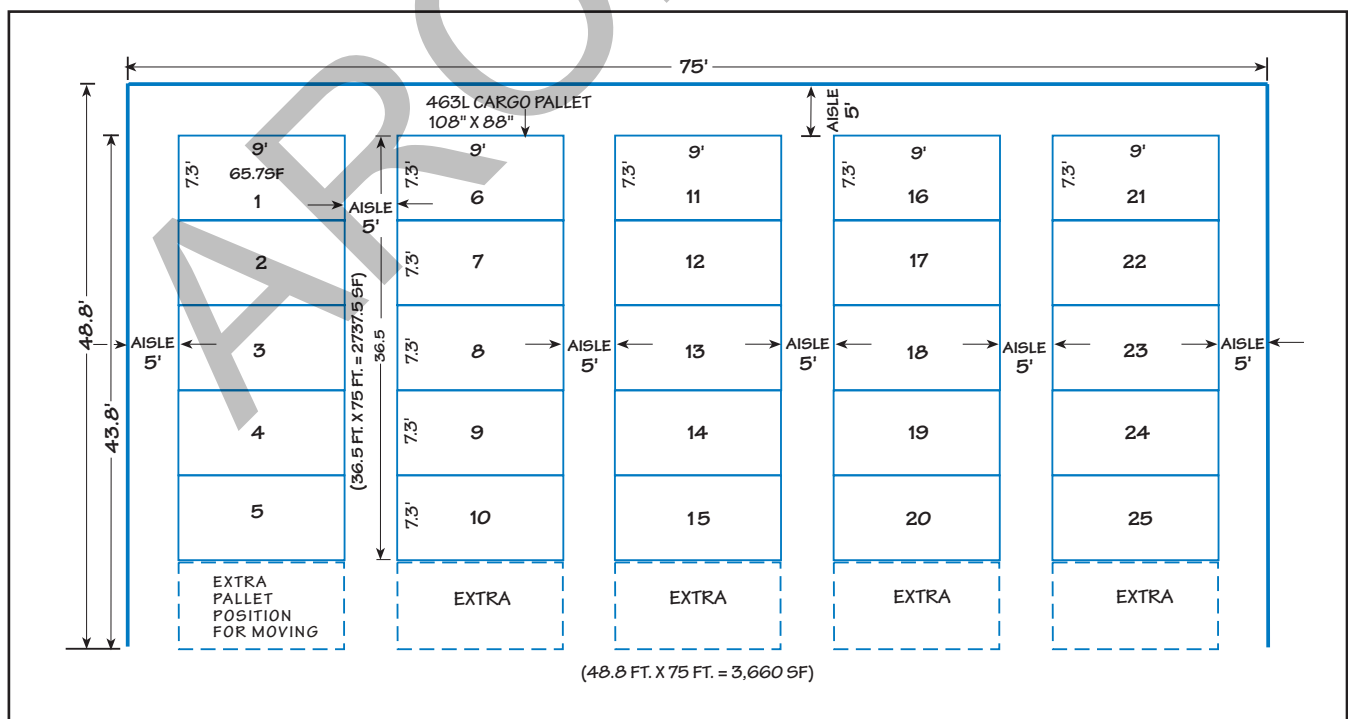 75'
463L CARGO PALLET
108" X 88"
AISLE
5'
9'
7.3'
65.7SF
1
9'
7.3'
6
9'
7.3'
11
9'
7.3'
16
9'
7.3'
21
AISLE
5'
2
7.3'
7
12
17
22
48.8'
43.8'
AISLE
5'
3
(36.5 FT. X 75 FT. = 2737.5 SF)
36.5
7.3'
8
AISLE
5'
13
AISLE
5'
18
AISLE
5'
23
AISLE
5'
4
7.3'
9
14
19
24
5
7.3'
10
15
20
25
EXTRA
PALLET
POSITION
FOR MOVING
EXTRA
EXTRA
EXTRA
EXTRA
(48.8 FT. X 75 FT. = 3,660 SF)